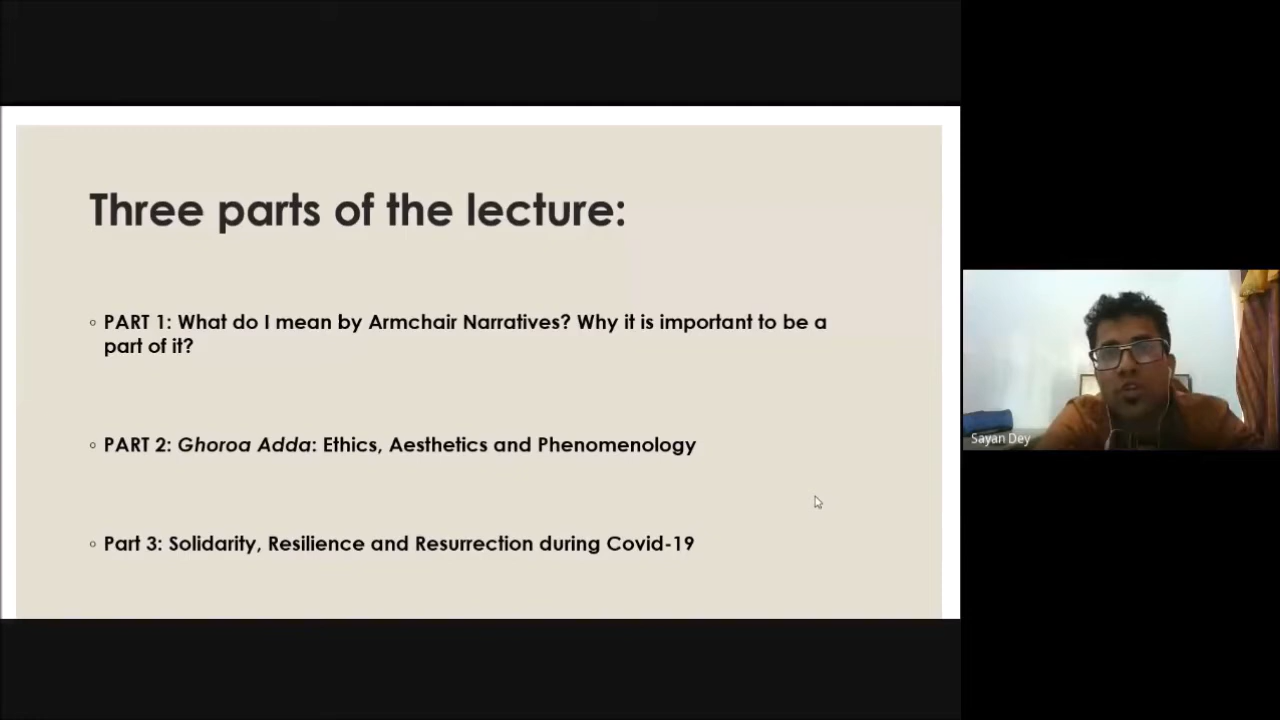 Three parts of the lecture:
◦ PART 1: What do I mean by Armchair Narratives? Why it is important to be a
part of it?
◦ PART 2: Ghoroa Adda: Ethics, Aesthetics and Phenomenology
◦ Part 3: Solidarity, Resilience and Resurrection during Covid-19
Sayan Dey